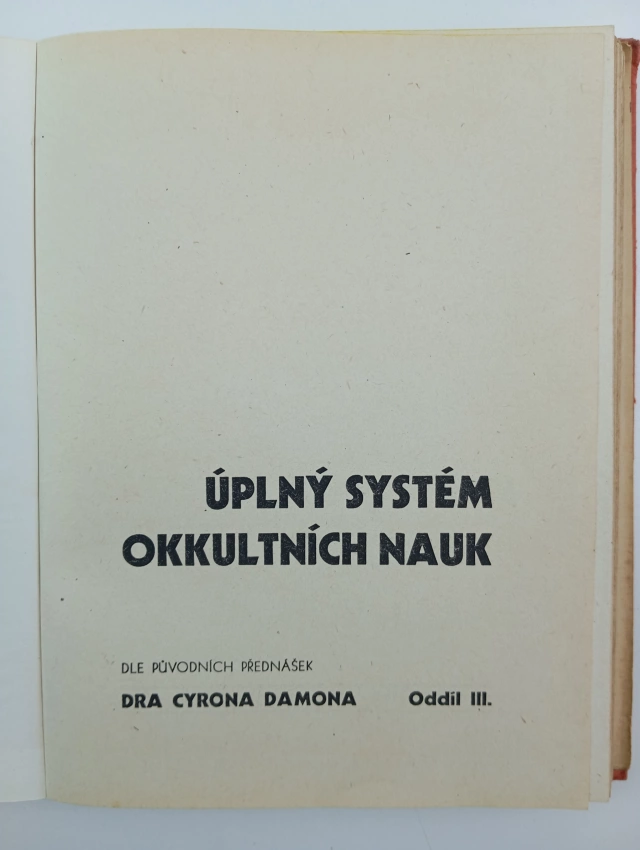 ÚPLNÝ SYSTÉM
OKKULTNÍCH NAUK
DLE PŮVODNÍCH PŘEDNÁŠEK
DRA CYRONA DAMONA Oddíl III.